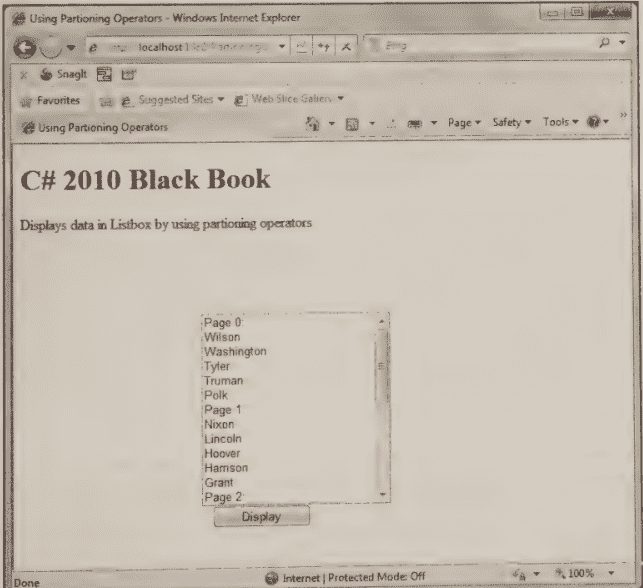 Using Partioning Operators - Windows Internet Explorer
localhost
Bing
x Snagit
Favorites Suggested Sites Web Slice Gallery
Using Partioning Operators Page Safety Tools »
C# 2010 Black Book
Displays data in Listbox by using partioning operators
Page 0:
Wilson
Washington
Tyler
Truman
Polk
Page 1
Nixon
Lincoln
Hoover
Harrison
Grant
Page 2:
Display
Done Internet | Protected Mode: Off 100%